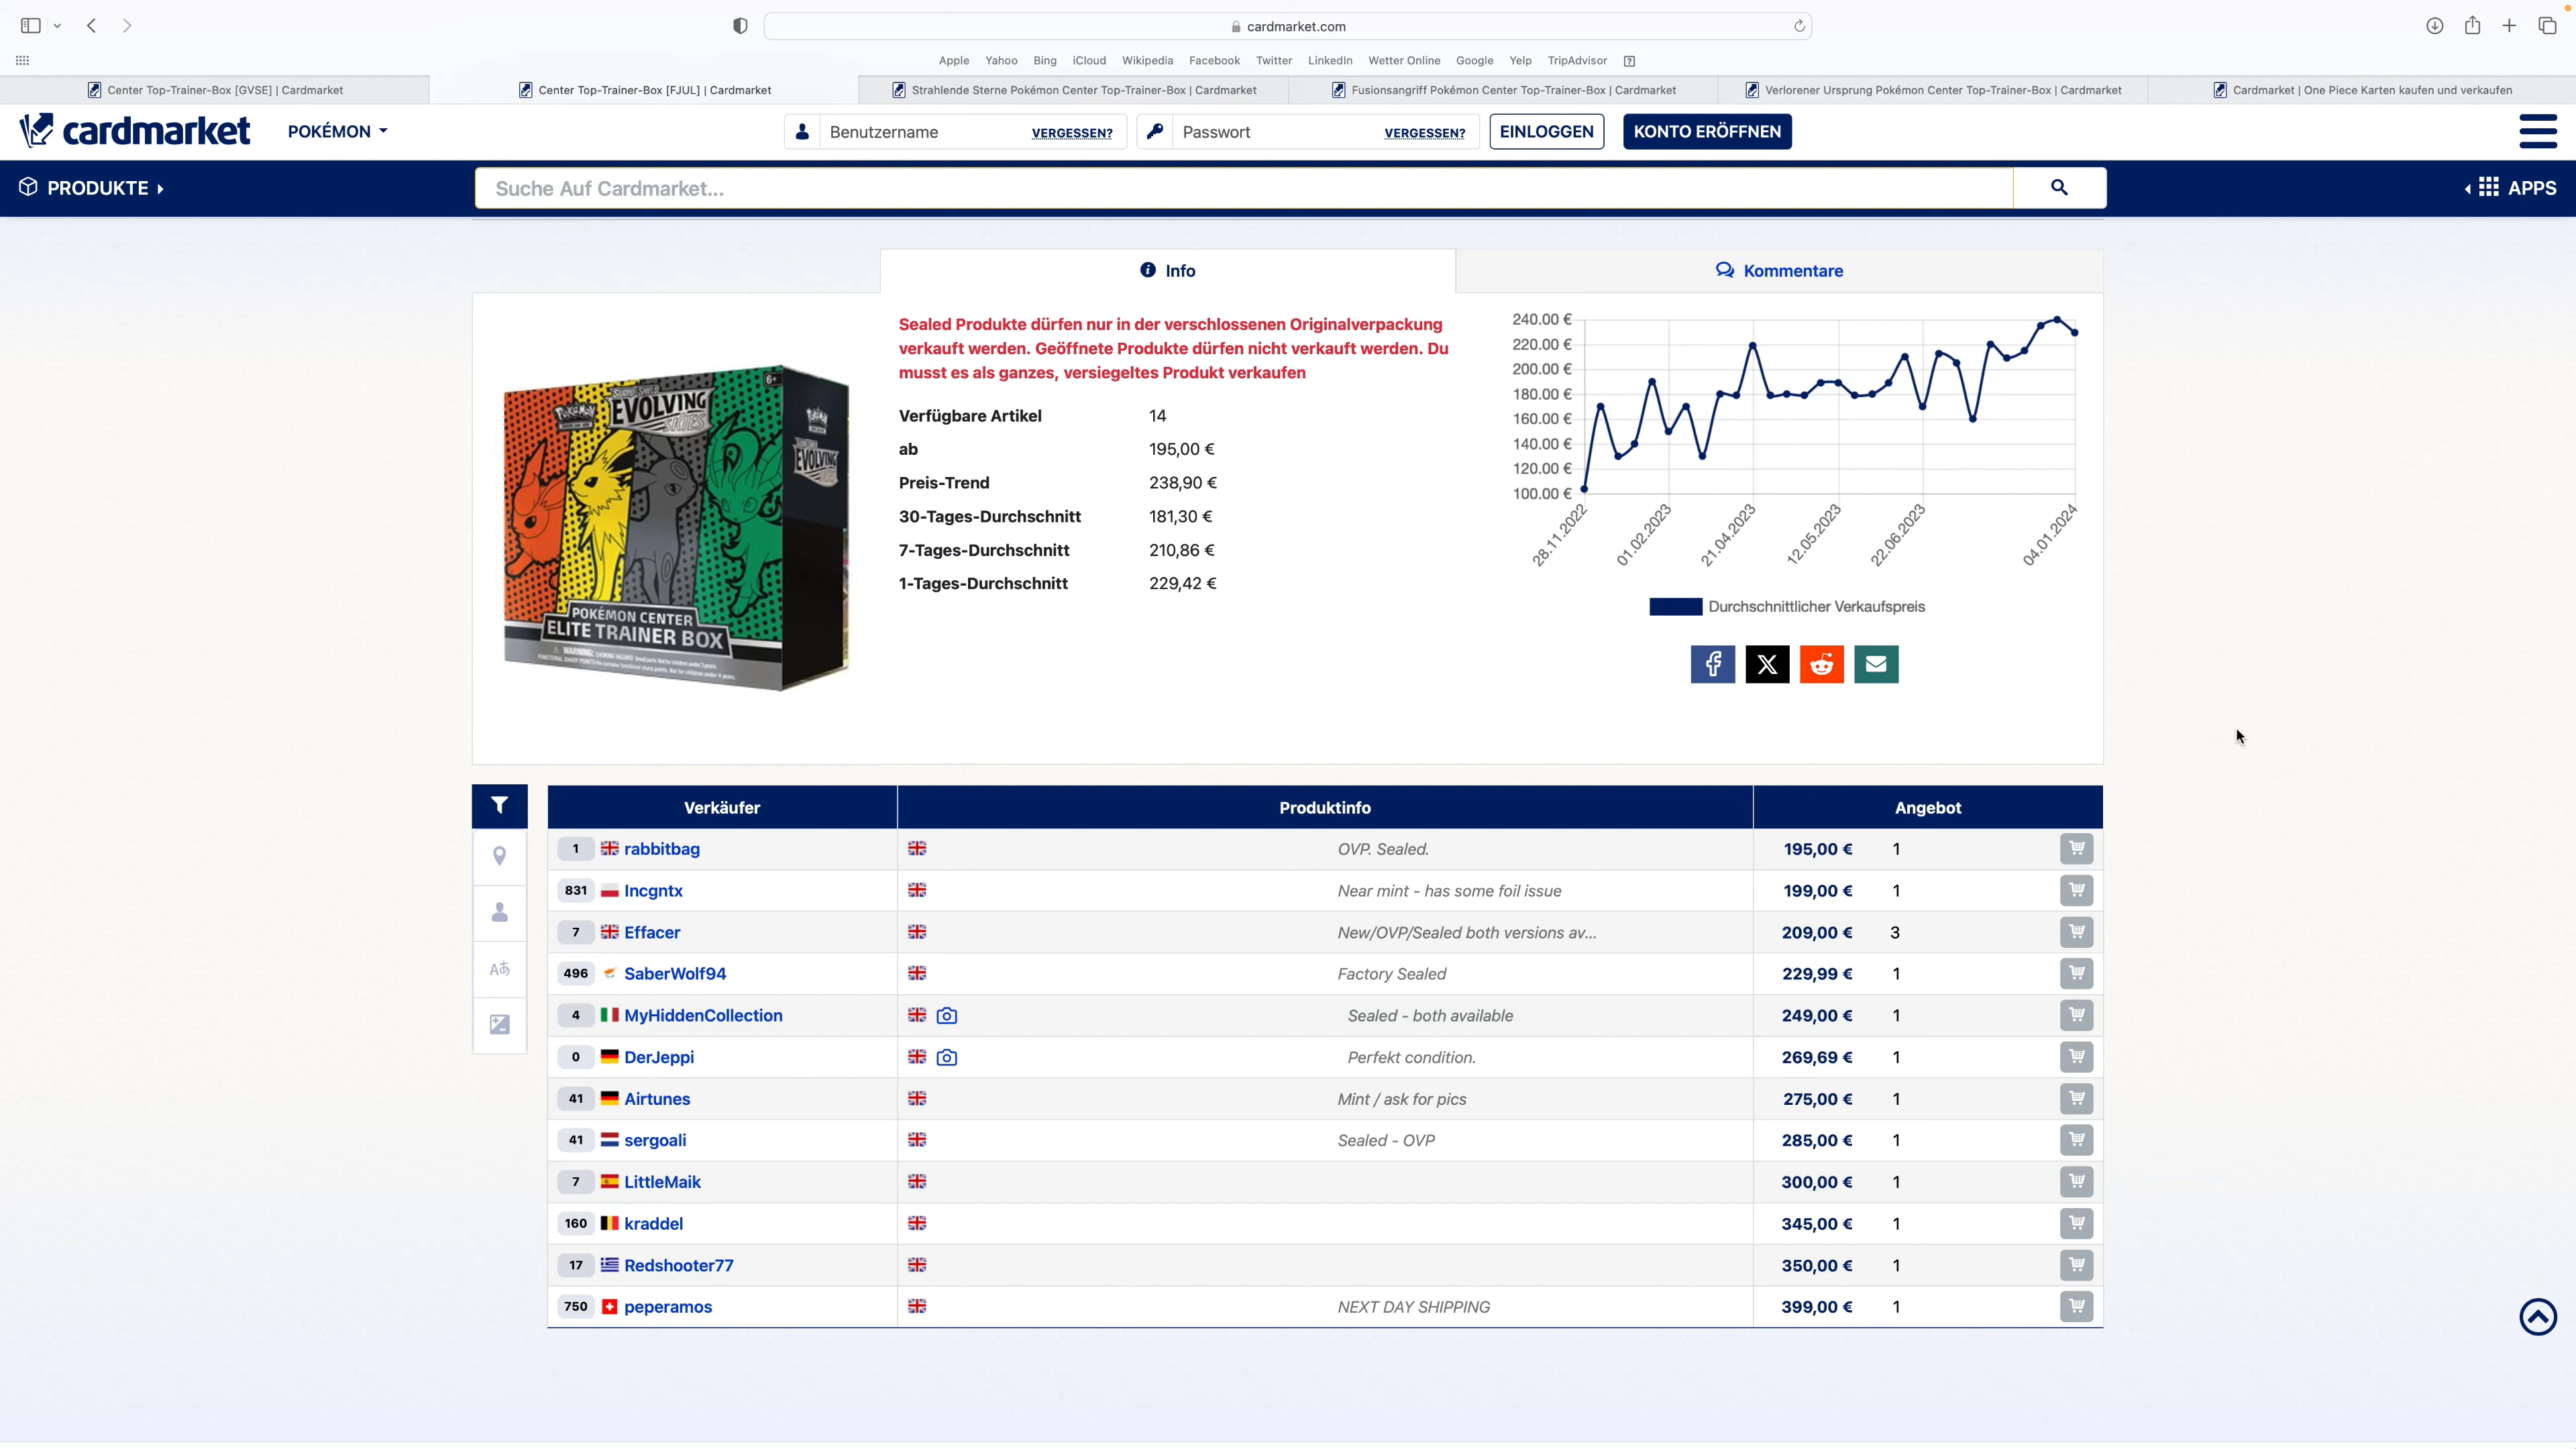 cardmarket.com
Apple Yahoo Bing iCloud Wikipedia Facebook Twitter LinkedIn Wetter Online Google Yelp TripAdvisor
Center Top-Trainer-Box [GVSE] | Cardmarket
Center Top-Trainer-Box [FJUL] | Cardmarket
Strahlende Sterne Pokémon Center Top-Trainer-Box | Cardmarket
Fusionsangriff Pokémon Center Top-Trainer-Box | Cardmarket
Verlorener Ursprung Pokémon Center Top-Trainer-Box | Cardmarket
Cardmarket | One Piece Karten kaufen und verkaufen
cardmarket POKÉMON
Benutzername VERGESSEN? Passwort VERGESSEN? EINLOGGEN KONTO ERÖFFNEN
PRODUKTE Suche Auf Cardmarket... APPS
Info Kommentare
6+
POKÉMON
EVOLVING
SKIES
POKÉMON
EVOLVING
SKIES
POKÉMON CENTER
ELITE TRAINER BOX
Sealed Produkte dürfen nur in der verschlossenen Originalverpackung
verkauft werden. Geöffnete Produkte dürfen nicht verkauft werden. Du
musst es als ganzes, versiegeltes Produkt verkaufen
Verfügbare Artikel 14
ab 195,00 €
Preis-Trend 238,90 €
30-Tages-Durchschnitt 181,30 €
7-Tages-Durchschnitt 210,86 €
1-Tages-Durchschnitt 229,42 €
240.00 €
220.00 €
200.00 €
180.00 €
160.00 €
140.00 €
120.00 €
100.00 €
28.11.2022 01.02.2023 21.04.2023 12.05.2023 22.06.2023 04.01.2024
Durchschnittlicher Verkaufspreis
Verkäufer Produktinfo Angebot
1 rabbitbag OVP. Sealed. 195,00 € 1
831 Incgntx Near mint - has some foil issue 199,00 € 1
7 Effacer New/OVP/Sealed both versions av... 209,00 € 3
496 SaberWolf94 Factory Sealed 229,99 € 1
4 MyHiddenCollection Sealed - both available 249,00 € 1
0 DerJeppi Perfekt condition. 269,69 € 1
41 Airtunes Mint / ask for pics 275,00 € 1
41 sergoali Sealed - OVP 285,00 € 1
7 LittleMaik 300,00 € 1
160 kraddel 345,00 € 1
17 Redshooter77 350,00 € 1
750 peperamos NEXT DAY SHIPPING 399,00 € 1